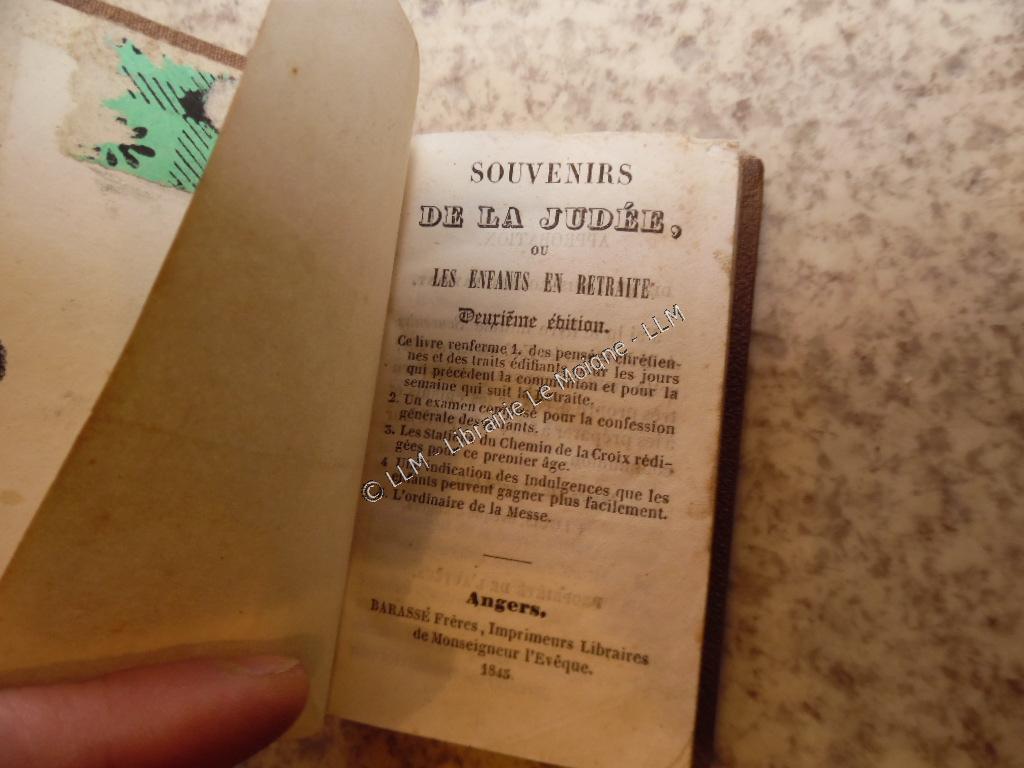 SOUVENIRS
DE LA JUDÉE,
OU
LES ENFANTS EN RETRAITE
Deuxième édition.
Ce livre renferme 1. des pensées chrétien-
nes et des traits édifiants pour les jours
qui précèdent la communion et pour la
semaine qui suit la retraite.
2. Un examen pour la confession
générale des enfants.
3. Les Stations du Chemin de la Croix rédi-
gées pour ce premier âge.
4 Une indication des Indulgences que les
enfants peuvent gagner plus facilement.
L'ordinaire de la Messe.
Angers,
BARASSÉ Frères, Imprimeurs Libraires
de Monseigneur l'Evêque.
1843.
© LLM - Librairie Le Moigne - LLM